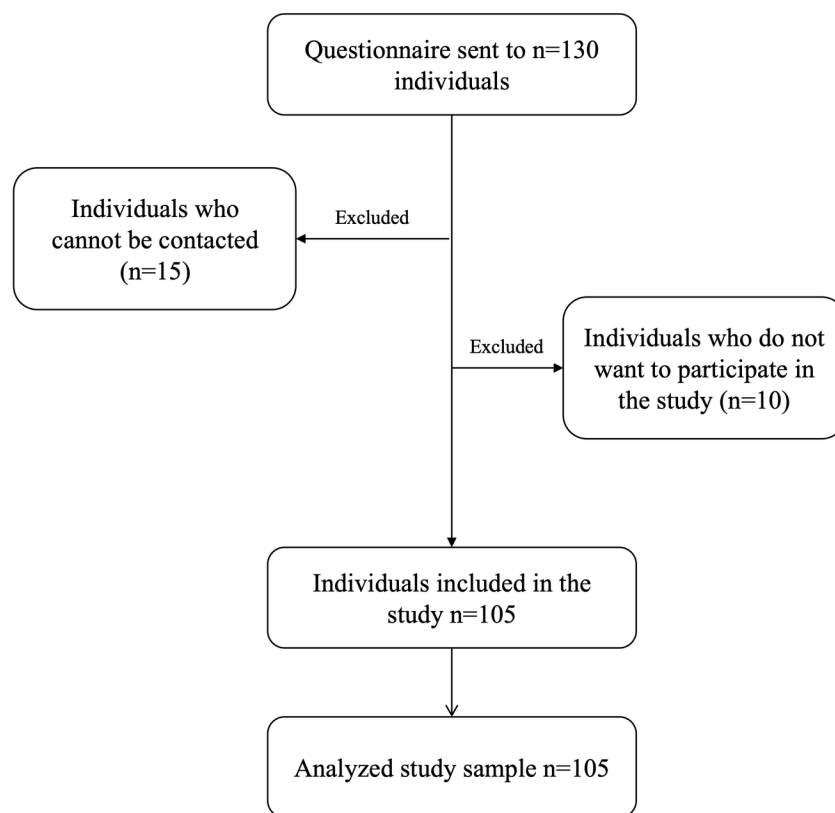 Questionnaire sent to n=130
individuals
Individuals who
cannot be contacted
(n=15)
Excluded
Excluded
Individuals who do not
want to participate in
the study (n=10)
Individuals included in the
study n=105
Analyzed study sample n=105